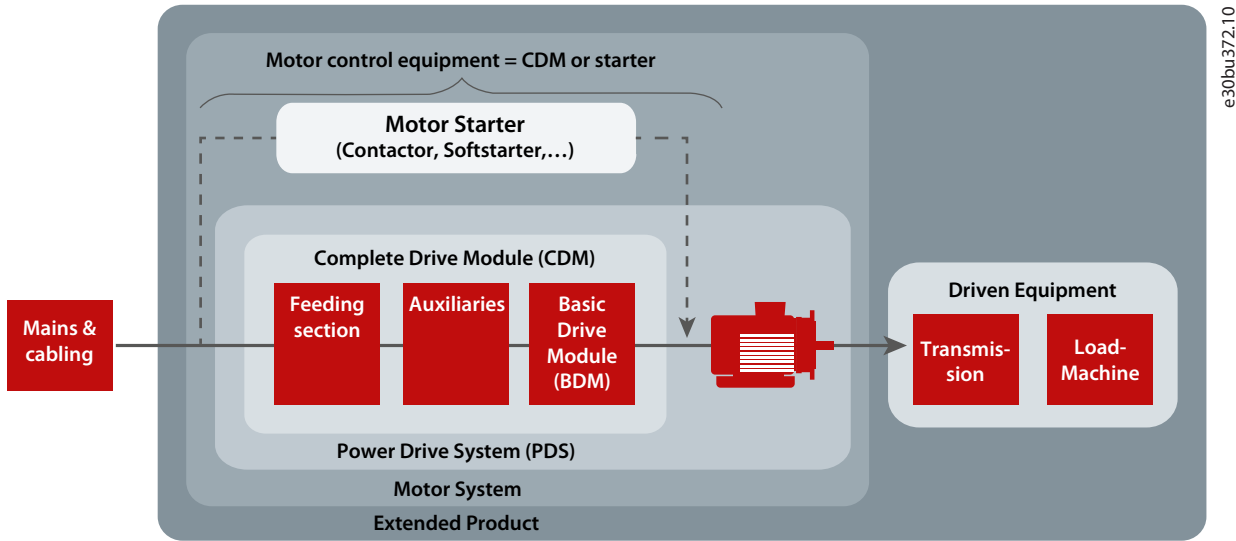 e30bu372.10
Motor control equipment = CDM or starter
Motor Starter
(Contactor, Softstarter,…)
Complete Drive Module (CDM)
Mains &
cabling
Feeding
section
Auxiliaries
Basic
Drive
Module
(BDM)
Driven Equipment
Transmis-
sion
Load-
Machine
Power Drive System (PDS)
Motor System
Extended Product